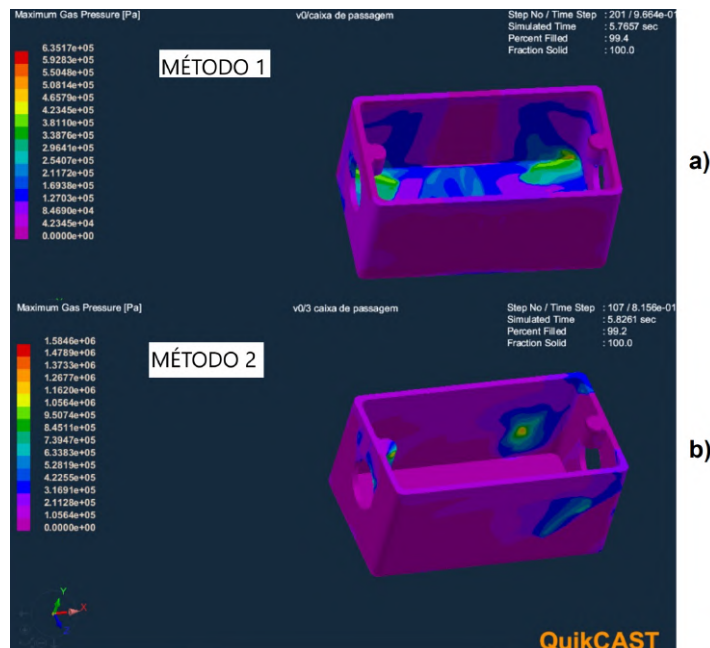 Maximum Gas Pressure [Pa]
v0/caixa de passagem
Step No / Time Step : 201 / 9.664e-01
Simulated Time : 5.7657 sec
Percent Filled : 99.4
Fraction Solid : 100.0
MÉTODO 1
6.3517e+05
5.9283e+05
5.5048e+05
5.0814e+05
4.6579e+05
4.2345e+05
3.8110e+05
3.3876e+05
2.9641e+05
2.5407e+05
2.1172e+05
1.6938e+05
1.2703e+05
8.4690e+04
4.2345e+04
0.0000e+00
a)
Maximum Gas Pressure [Pa]
v0/3 caixa de passagem
Step No / Time Step : 107 / 8.156e-01
Simulated Time : 5.8261 sec
Percent Filled : 99.2
Fraction Solid : 100.0
MÉTODO 2
1.5846e+06
1.4789e+06
1.3733e+06
1.2677e+06
1.1620e+06
1.0564e+06
9.5074e+05
8.4511e+05
7.3947e+05
6.3383e+05
5.2819e+05
4.2255e+05
3.1691e+05
2.1128e+05
1.0564e+05
0.0000e+00
b)
Y
X
QuikCAST